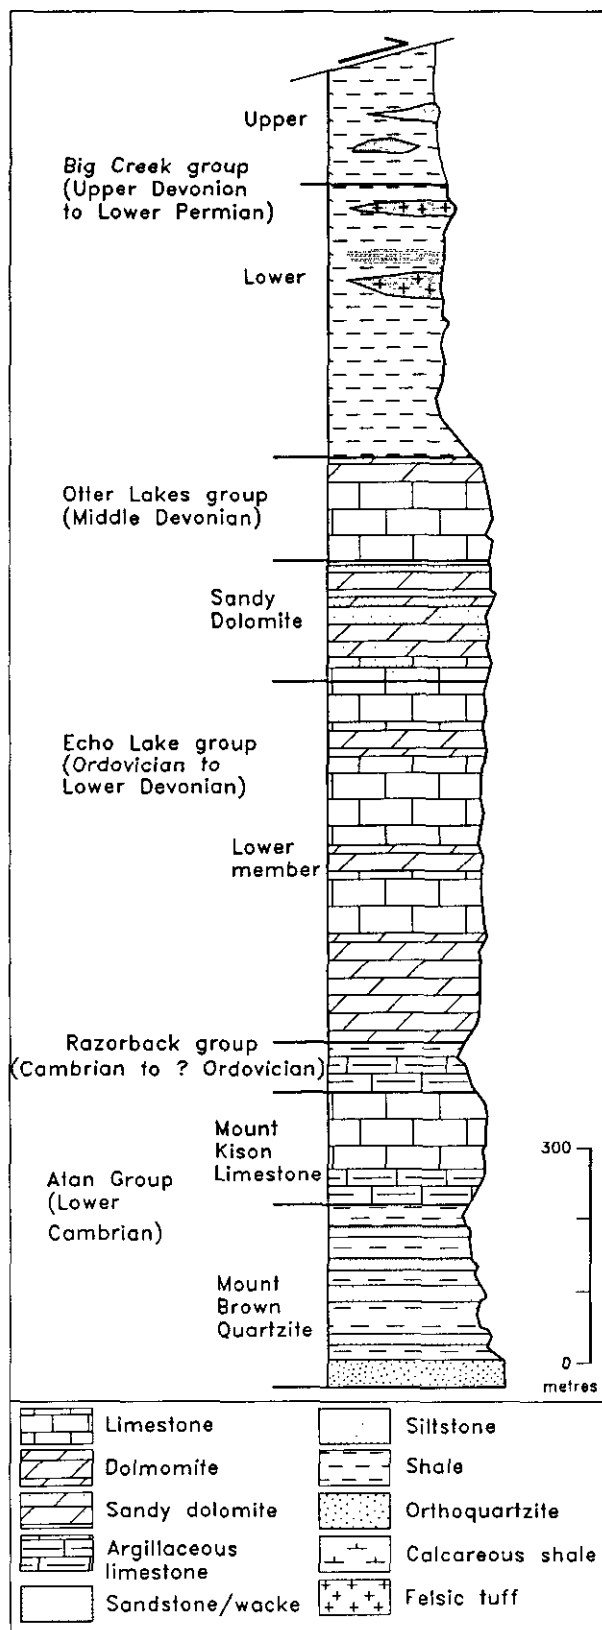 Upper
Big Creek group
(Upper Devonion
to Lower Permian)
Lower
Otter Lakes group
(Middle Devonian)
Sandy
Dolomite
Echo Lake group
(Ordovician to
Lower Devonian)
Lower
member
Razorback group
(Cambrian to ? Ordovician)
Mount
Kison
Limestone
Atan Group
(Lower
Cambrian)
Mount
Brown
Quartzite
300
0
metres
Limestone
Dolmomite
Sandy dolomite
Argillaceous
limestone
Sandstone/wacke
Siltstone
Shale
Orthoquartzite
Calcareous shale
Felsic tuff